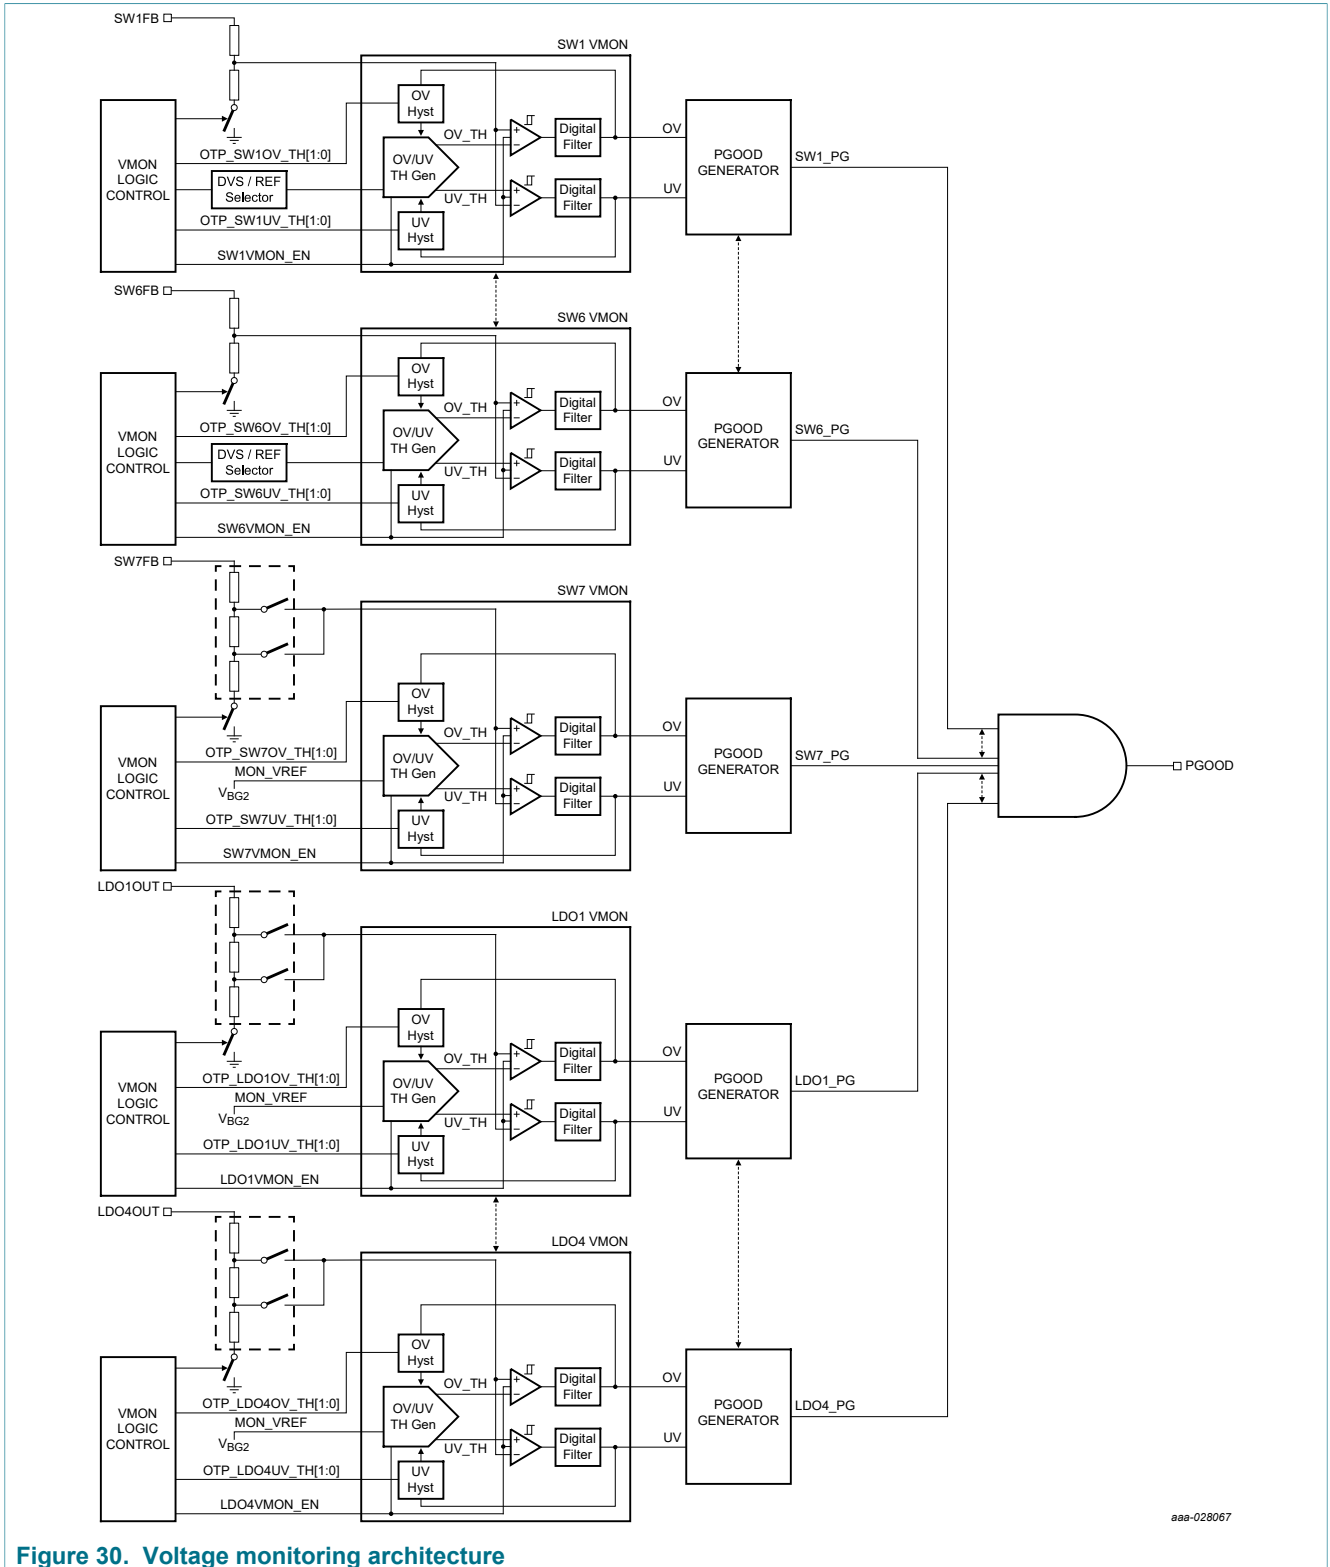 SW1FB
SW1 VMON
VMON
LOGIC
CONTROL
OTP_SW1OV_TH[1:0]
DVS / REF
Selector
OTP_SW1UV_TH[1:0]
SW1VMON_EN
OV
Hyst
OV/UV
TH Gen
UV
Hyst
OV_TH
UV_TH
+
−
+
−
Digital
Filter
Digital
Filter
OV
UV
PGOOD
GENERATOR
SW1_PG
SW6FB
SW6 VMON
VMON
LOGIC
CONTROL
OTP_SW6OV_TH[1:0]
DVS / REF
Selector
OTP_SW6UV_TH[1:0]
SW6VMON_EN
OV
Hyst
OV/UV
TH Gen
UV
Hyst
OV_TH
UV_TH
+
−
+
−
Digital
Filter
Digital
Filter
OV
UV
PGOOD
GENERATOR
SW6_PG
SW7FB
SW7 VMON
VMON
LOGIC
CONTROL
OTP_SW7OV_TH[1:0]
MON_VREF
VBG2
OTP_SW7UV_TH[1:0]
SW7VMON_EN
OV
Hyst
OV/UV
TH Gen
UV
Hyst
OV_TH
UV_TH
+
−
+
−
Digital
Filter
Digital
Filter
OV
UV
PGOOD
GENERATOR
SW7_PG
PGOOD
LDO1OUT
LDO1 VMON
VMON
LOGIC
CONTROL
OTP_LDO1OV_TH[1:0]
MON_VREF
VBG2
OTP_LDO1UV_TH[1:0]
LDO1VMON_EN
OV
Hyst
OV/UV
TH Gen
UV
Hyst
OV_TH
UV_TH
+
−
+
−
Digital
Filter
Digital
Filter
OV
UV
PGOOD
GENERATOR
LDO1_PG
LDO4OUT
LDO4 VMON
VMON
LOGIC
CONTROL
OTP_LDO4OV_TH[1:0]
MON_VREF
VBG2
OTP_LDO4UV_TH[1:0]
LDO4VMON_EN
OV
Hyst
OV/UV
TH Gen
UV
Hyst
OV_TH
UV_TH
+
−
+
−
Digital
Filter
Digital
Filter
OV
UV
PGOOD
GENERATOR
LDO4_PG
aaa-028067
Figure 30. Voltage monitoring architecture